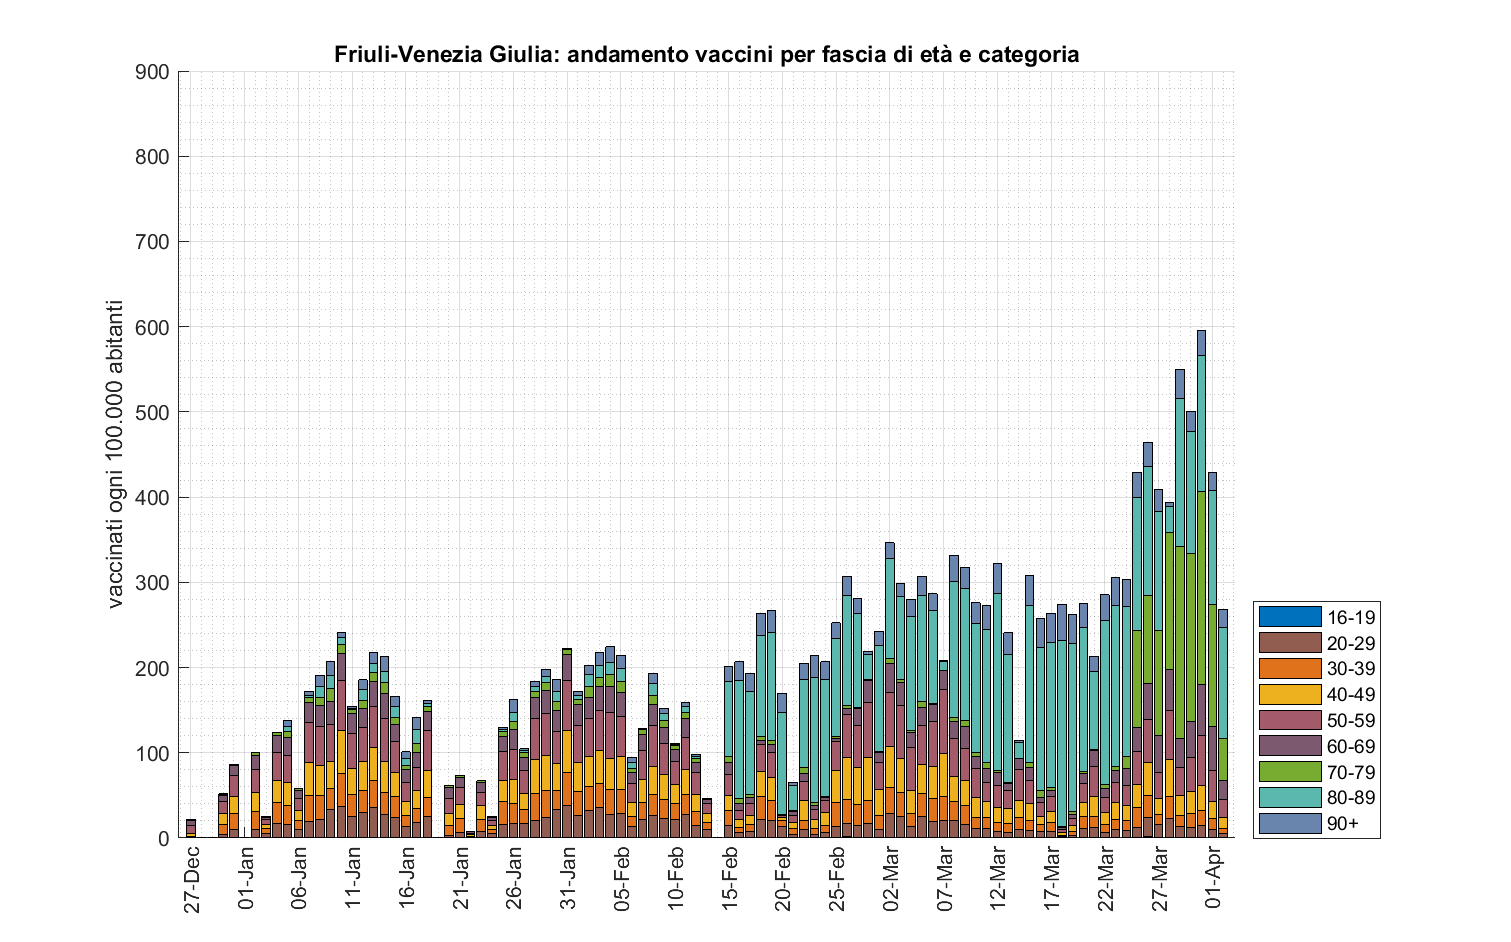 Friuli-Venezia Giulia: andamento vaccini per fascia di età e categoria
vaccinati ogni 100.000 abitanti
900
800
700
600
500
400
300
200
100
0
27-Dec
01-Jan
06-Jan
11-Jan
16-Jan
21-Jan
26-Jan
31-Jan
05-Feb
10-Feb
15-Feb
20-Feb
25-Feb
02-Mar
07-Mar
12-Mar
17-Mar
22-Mar
27-Mar
01-Apr
16-19
20-29
30-39
40-49
50-59
60-69
70-79
80-89
90+